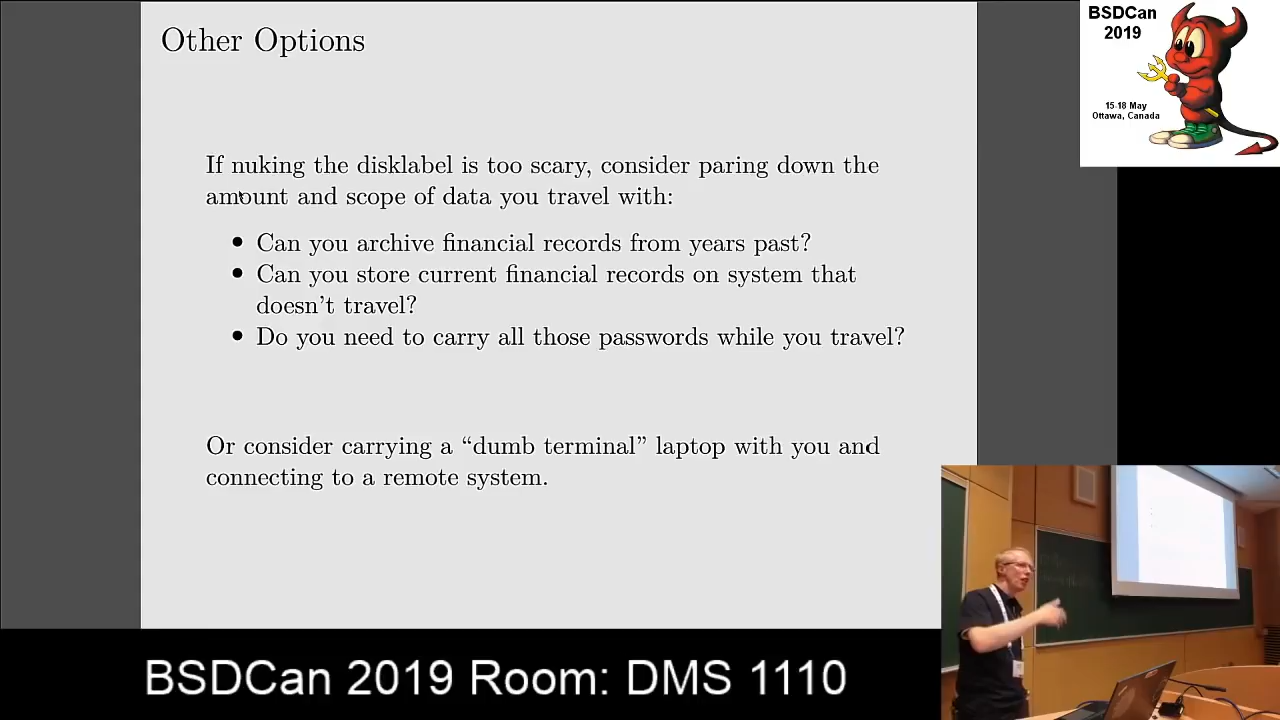 Other Options
If nuking the disklabel is too scary, consider paring down the
amount and scope of data you travel with:
• Can you archive financial records from years past?
• Can you store current financial records on system that
doesn't travel?
• Do you need to carry all those passwords while you travel?
Or consider carrying a “dumb terminal” laptop with you and
connecting to a remote system.
BSDCan
2019
15-18 May
Ottawa, Canada
BSDCan 2019 Room: DMS 1110